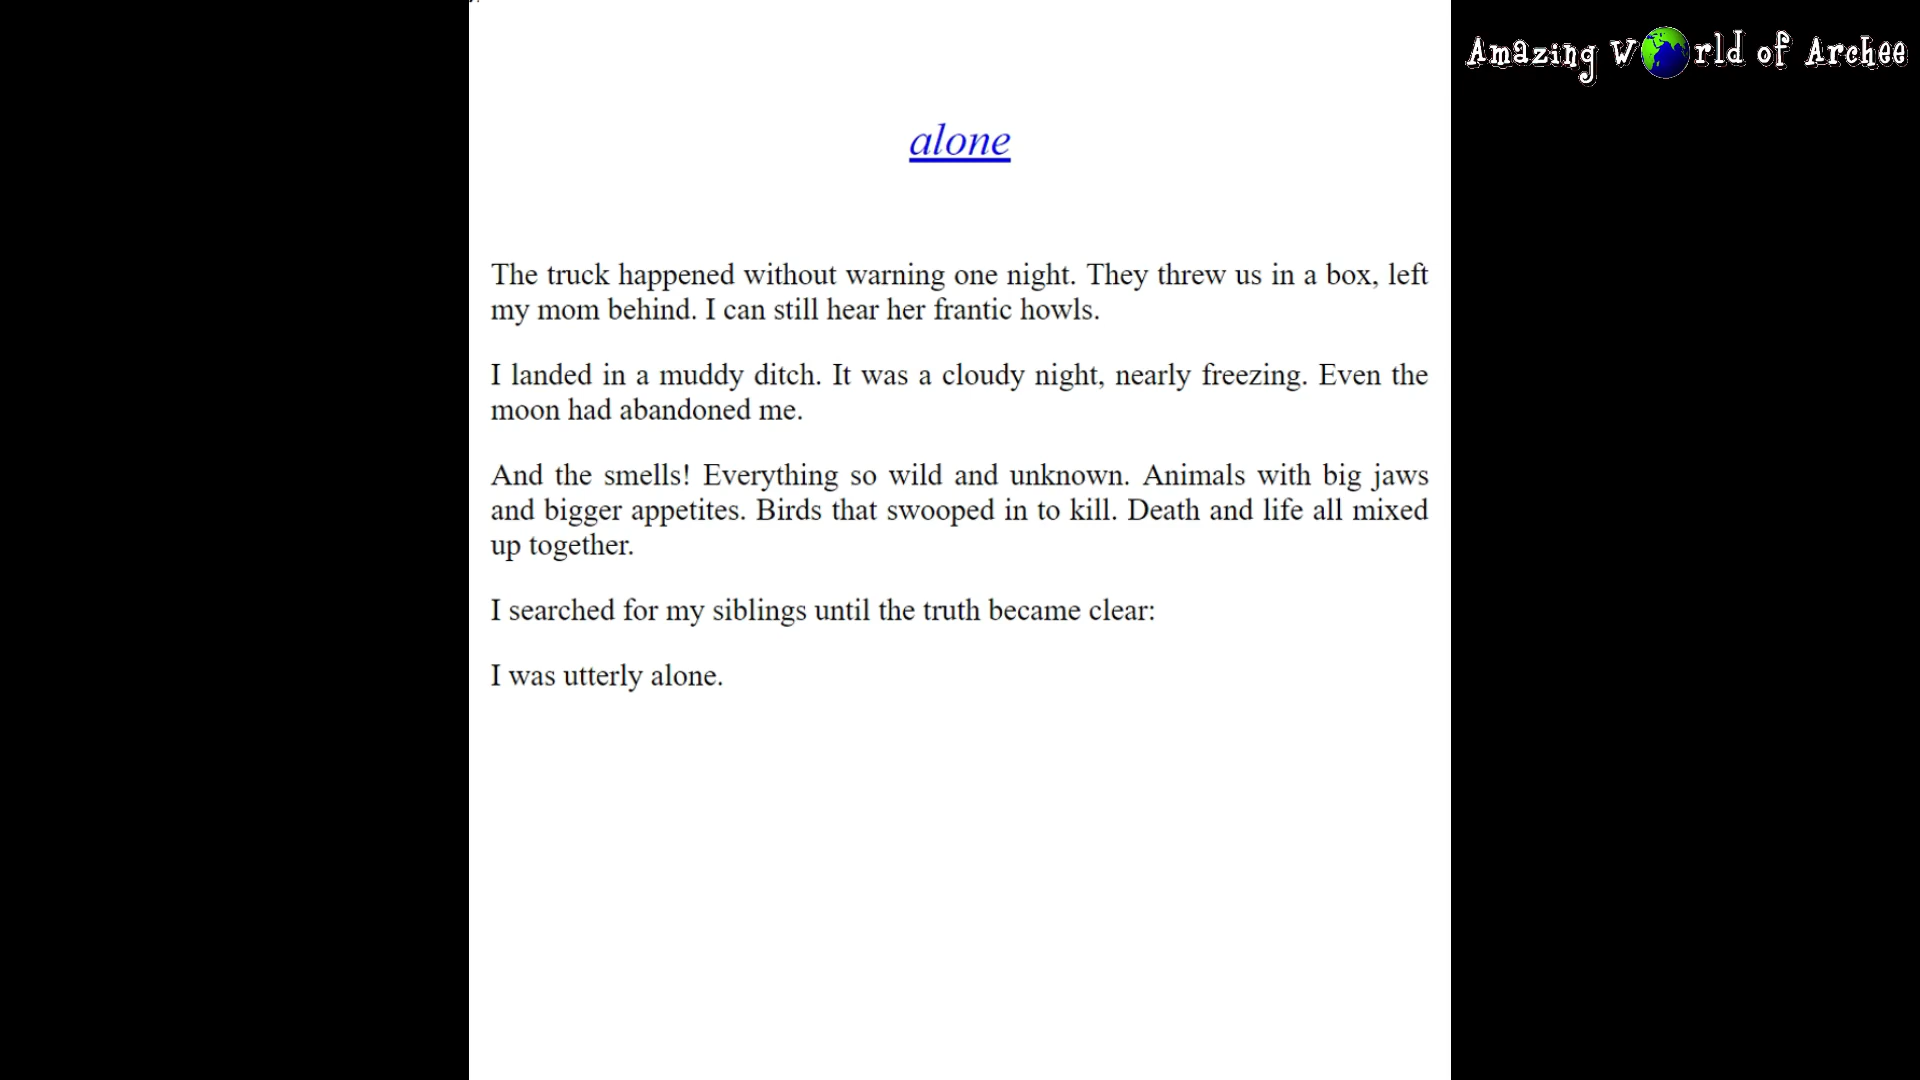 Amazing World of Archee
alone
The truck happened without warning one night. They threw us in a box, left
my mom behind. I can still hear her frantic howls.
I landed in a muddy ditch. It was a cloudy night, nearly freezing. Even the
moon had abandoned me.
And the smells! Everything so wild and unknown. Animals with big jaws
and bigger appetites. Birds that swooped in to kill. Death and life all mixed
up together.
I searched for my siblings until the truth became clear:
I was utterly alone.